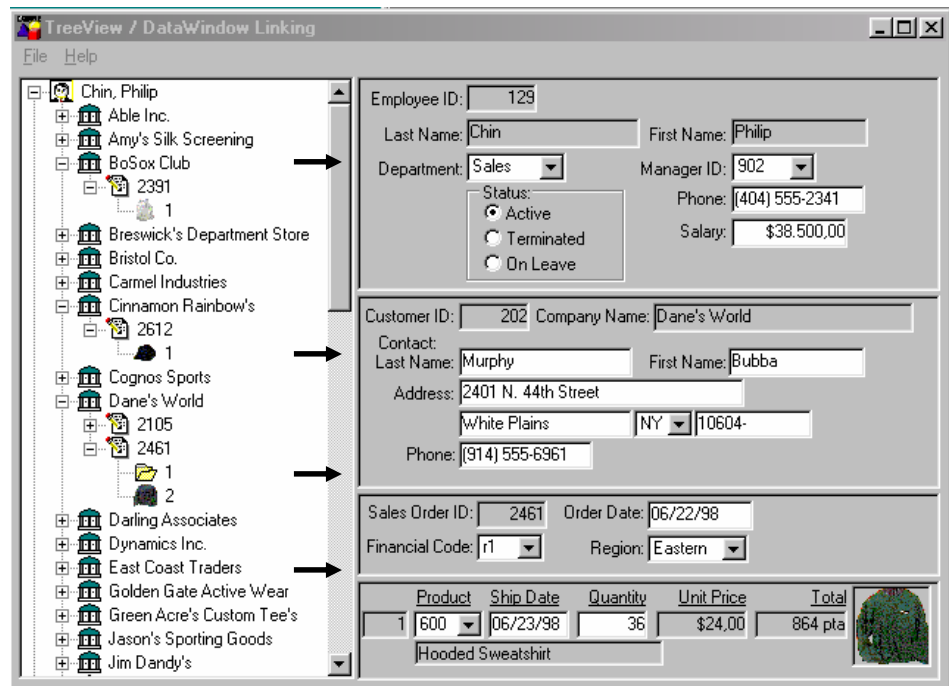 TreeView / DataWindow Linking
File Help
Chin, Philip
Able Inc.
Amy's Silk Screening
BoSox Club
2391
1
Breswick's Department Store
Bristol Co.
Carmel Industries
Cinnamon Rainbow's
2612
1
Cognos Sports
Dane's World
2105
2461
1
2
Darling Associates
Dynamics Inc.
East Coast Traders
Golden Gate Active Wear
Green Acre's Custom Tee's
Jason's Sporting Goods
Jim Dandy's
Employee ID: 129
Last Name: Chin First Name: Philip
Department: Sales Manager ID: 902
Status: Phone: (404) 555-2341
Active
Terminated Salary: $38.500,00
On Leave
Customer ID: 202 Company Name: Dane's World
Contact:
Last Name: Murphy First Name: Bubba
Address: 2401 N. 44th Street
White Plains NY 10604-
Phone: (914) 555-6961
Sales Order ID: 2461 Order Date: 06/22/98
Financial Code: r1 Region: Eastern
Product Ship Date Quantity Unit Price Total
1 600 06/23/98 36 $24,00 864 pta
Hooded Sweatshirt